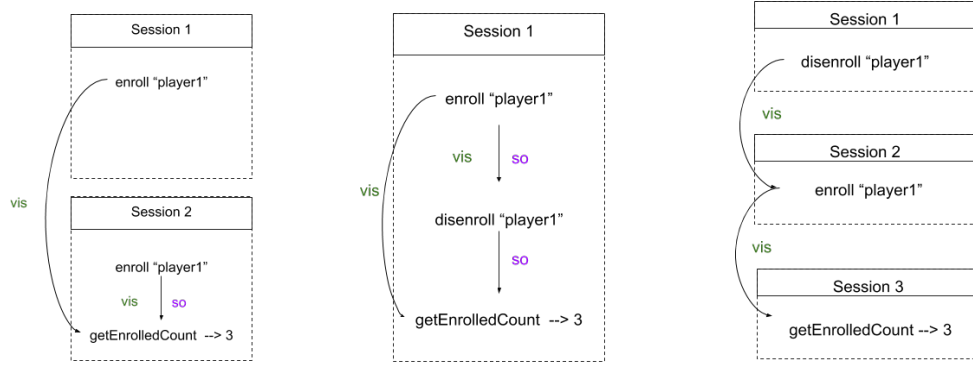 Session 1
enroll “player1”
vis
Session 2
enroll “player1”
vis so
getEnrolledCount --> 3
Session 1
enroll “player1”
vis so
vis
disenroll “player1”
so
getEnrolledCount --> 3
Session 1
disenroll “player1”
vis
Session 2
enroll “player1”
vis
Session 3
getEnrolledCount --> 3